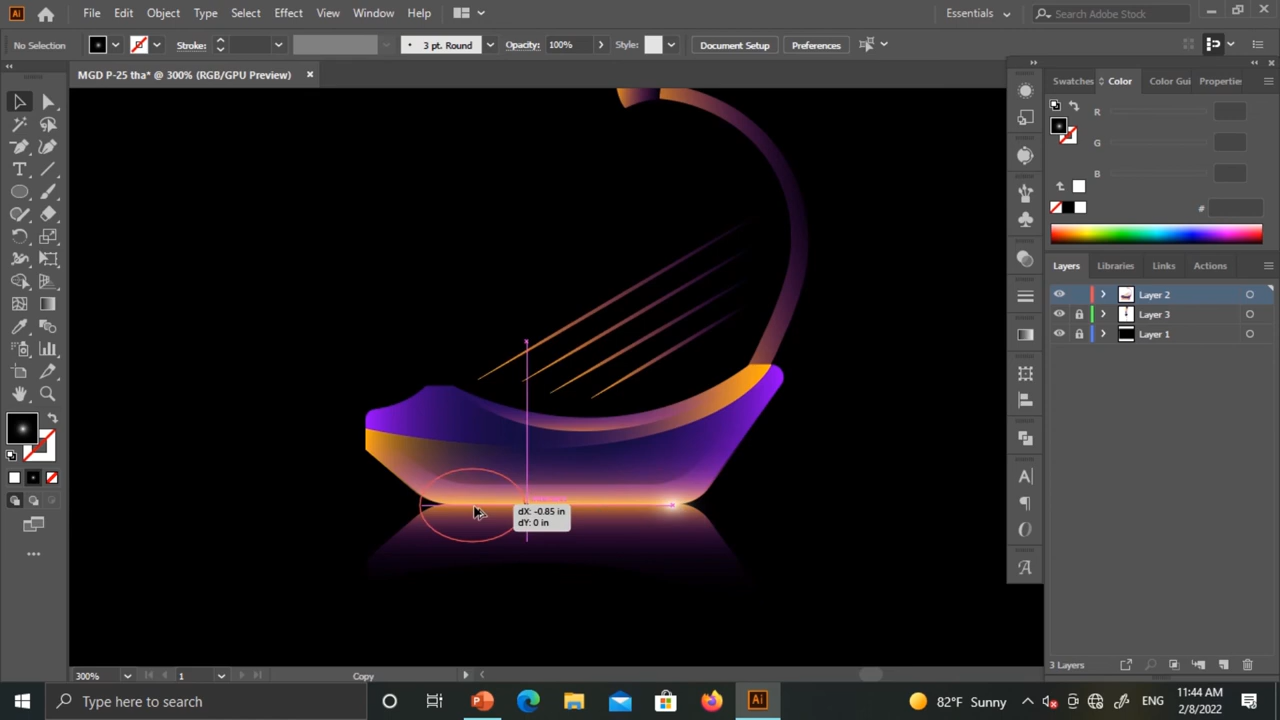 Ai File Edit Object Type Select Effect View Window Help Essentials Search Adobe Stock
No Selection Stroke: 3 pt. Round Opacity: 100% Style: Document Setup Preferences
MGD P-25 tha* @ 300% (RGB/GPU Preview)
Swatches Color Color Gui Propertie
R
G
B
#
Layers Libraries Links Actions
Layer 2
Layer 3
Layer 1
dX: -0.85 in
dY: 0 in
300% 1 Copy
3 Layers
Type here to search
82°F Sunny ENG
11:44 AM
2/8/2022